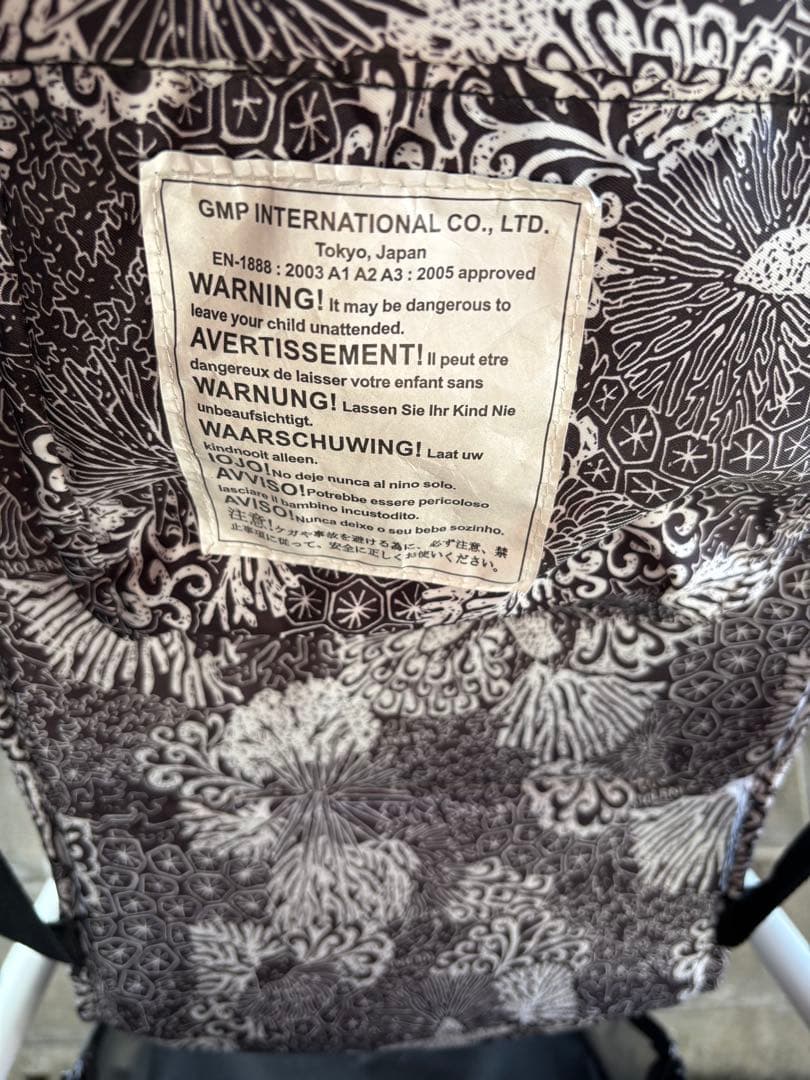 GMP INTERNATIONAL CO., LTD.
Tokyo, Japan
EN-1888 : 2003 A1 A2 A3 : 2005 approved
WARNING! It may be dangerous to
leave your child unattended.
AVERTISSEMENT! Il peut etre
dangereux de laisser votre enfant sans
WARNUNG! Lassen Sie Ihr Kind Nie
unbeaufsichtigt.
WAARSCHUWING! Laat uw
kindnooit alleen.
!OJO! No deje nunca al nino solo.
AVVISO! Potrebbe essere pericoloso
lasciare il bambino incustodito.
AVISO! Nunca deixe o seu bebe sozinho.
注意!ケガや事故を避ける為に、必ず注意、禁
止事項に従って、安全に正しくお使いください。